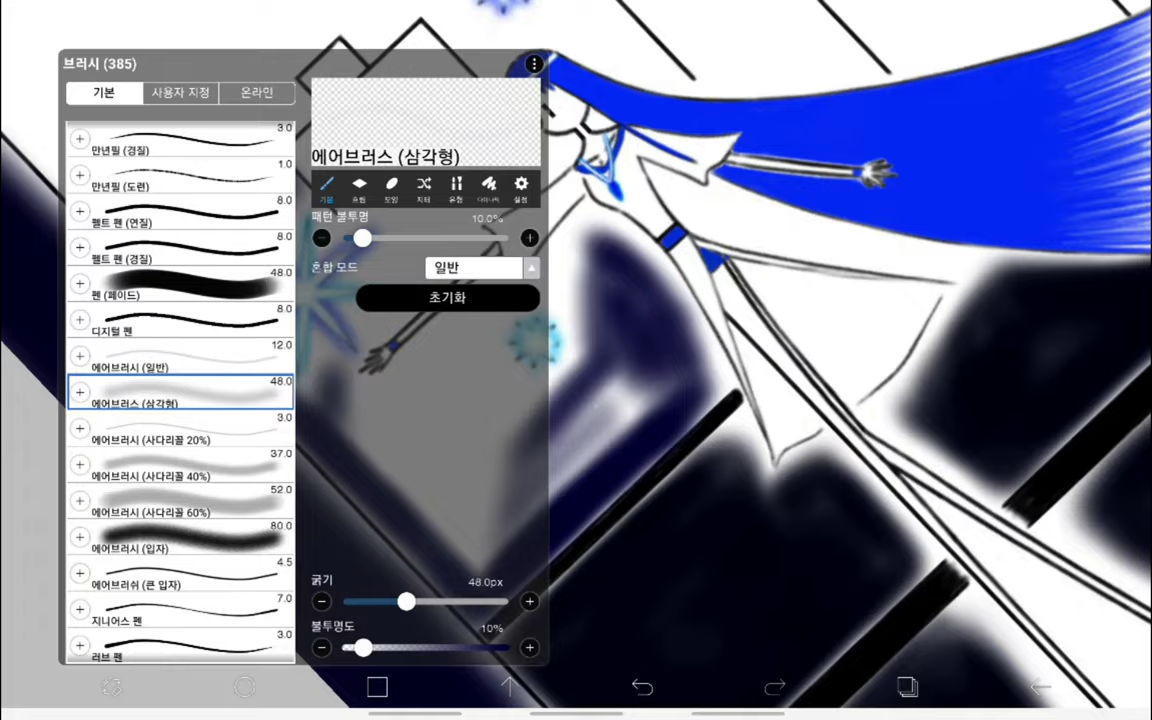 브러시 (385)
기본 사용자 지정 온라인
3.0
만년필 (경질)
1.0
만년필 (도련)
8.0
펠트 펜 (연질)
8.0
펠트 펜 (경질)
48.0
펜 (페이드)
8.0
디지털 펜
12.0
에어브러시 (일반)
48.0
에어브러스 (삼각형)
3.0
에어브러시 (사다리꼴 20%)
37.0
에어브러시 (사다리꼴 40%)
52.0
에어브러시 (사다리꼴 60%)
80.0
에어브러시 (입자)
4.5
에어브러쉬 (큰 입자)
7.0
지니어스 펜
3.0
러브 펜
에어브러스 (삼각형)
기본 모양 지터 유형 설정
패턴 불투명 10.0%
혼합 모드 일반
초기화
굵기 48.0px
불투명도 10%